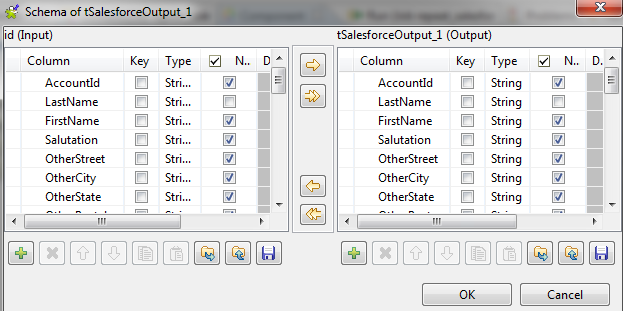 Schema of tSalesforceOutput_1
id (Input)
tSalesforceOutput_1 (Output)
Column Key Type N.. D
Column Key Type N.. D.
AccountId Stri...
AccountId String
LastName Stri...
LastName String
FirstName Stri...
FirstName String
Salutation Stri...
Salutation String
OtherStreet Stri...
OtherStreet String
OtherCity Stri...
OtherCity String
OtherState Stri...
OtherState String
OK Cancel